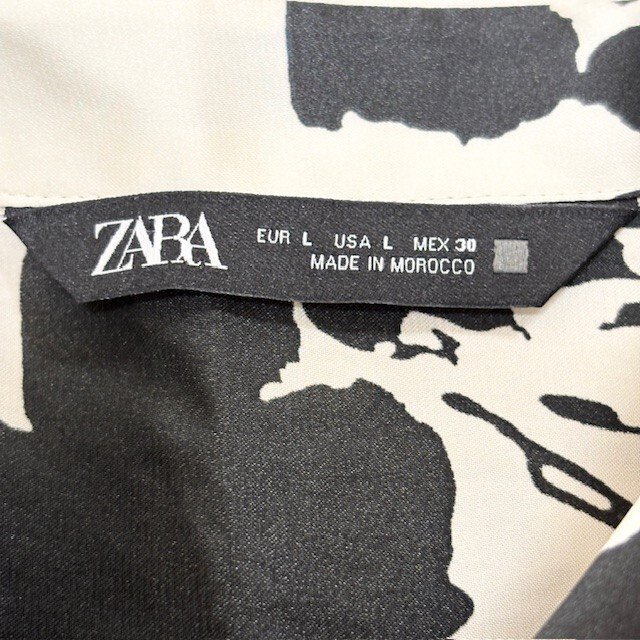 ZARA
EUR L USA L MEX 30
MADE IN MOROCCO